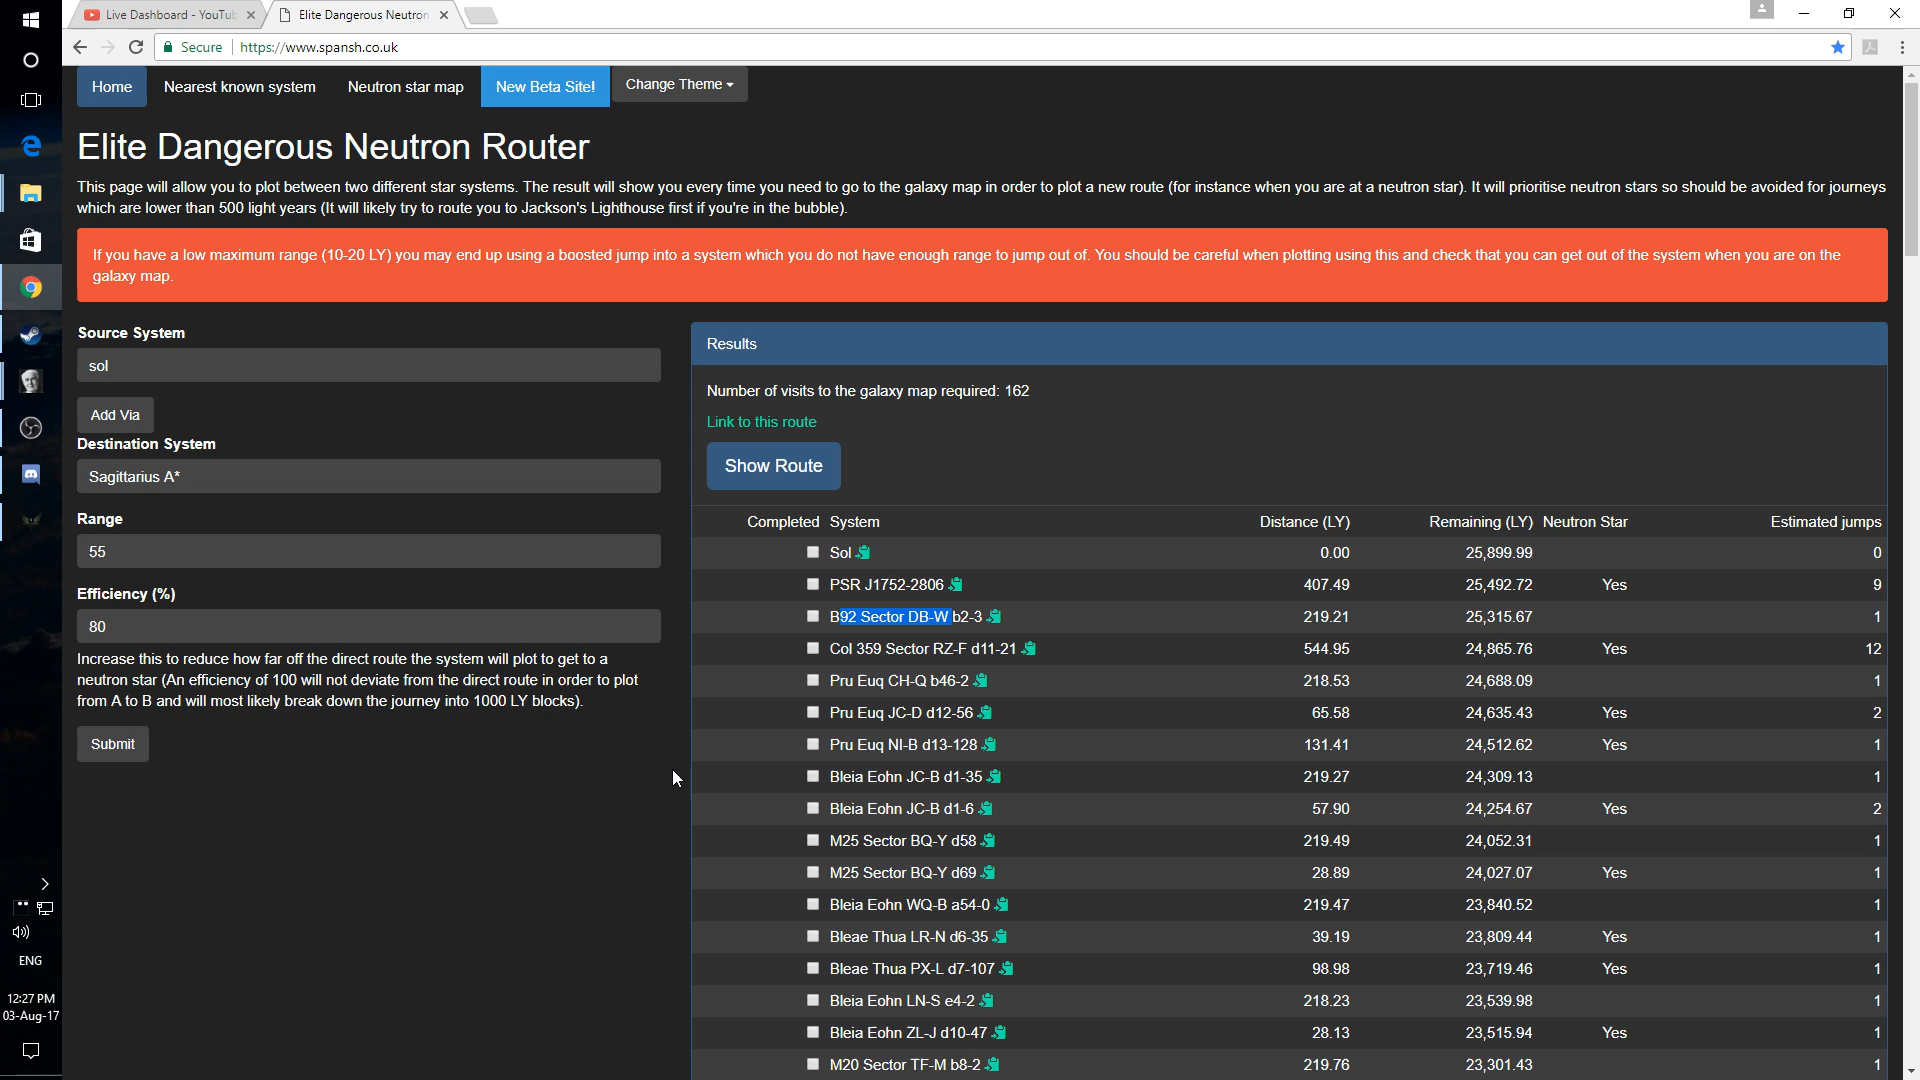 Live Dashboard - YouTub
Elite Dangerous Neutron
Secure
https://www.spansh.co.uk
Home
Nearest known system
Neutron star map
New Beta Site!
Change Theme
Elite Dangerous Neutron Router
This page will allow you to plot between two different star systems. The result will show you every time you need to go to the galaxy map in order to plot a new route (for instance when you are at a neutron star). It will prioritise neutron stars so should be avoided for journeys
which are lower than 500 light years (It will likely try to route you to Jackson's Lighthouse first if you're in the bubble).
If you have a low maximum range (10-20 LY) you may end up using a boosted jump into a system which you do not have enough range to jump out of. You should be careful when plotting using this and check that you can get out of the system when you are on the
galaxy map.
Source System
sol
Add Via
Destination System
Sagittarius A*
Range
55
Efficiency (%)
80
Increase this to reduce how far off the direct route the system will plot to get to a
neutron star (An efficiency of 100 will not deviate from the direct route in order to plot
from A to B and will most likely break down the journey into 1000 LY blocks).
Submit
Results
Number of visits to the galaxy map required: 162
Link to this route
Show Route
Completed System Distance (LY) Remaining (LY) Neutron Star Estimated jumps
Sol 0.00 25,899.99 0
PSR J1752-2806 407.49 25,492.72 Yes 9
B92 Sector DB-W b2-3 219.21 25,315.67 1
Col 359 Sector RZ-F d11-21 544.95 24,865.76 Yes 12
Pru Euq CH-Q b46-2 218.53 24,688.09 1
Pru Euq JC-D d12-56 65.58 24,635.43 Yes 2
Pru Euq NI-B d13-128 131.41 24,512.62 Yes 1
Bleia Eohn JC-B d1-35 219.27 24,309.13 1
Bleia Eohn JC-B d1-6 57.90 24,254.67 Yes 2
M25 Sector BQ-Y d58 219.49 24,052.31 1
M25 Sector BQ-Y d69 28.89 24,027.07 Yes 1
Bleia Eohn WQ-B a54-0 219.47 23,840.52 1
Bleae Thua LR-N d6-35 39.19 23,809.44 Yes 1
Bleae Thua PX-L d7-107 98.98 23,719.46 Yes 1
Bleia Eohn LN-S e4-2 218.23 23,539.98 1
Bleia Eohn ZL-J d10-47 28.13 23,515.94 Yes 1
M20 Sector TF-M b8-2 219.76 23,301.43 1
ENG
12:27 PM
03-Aug-17